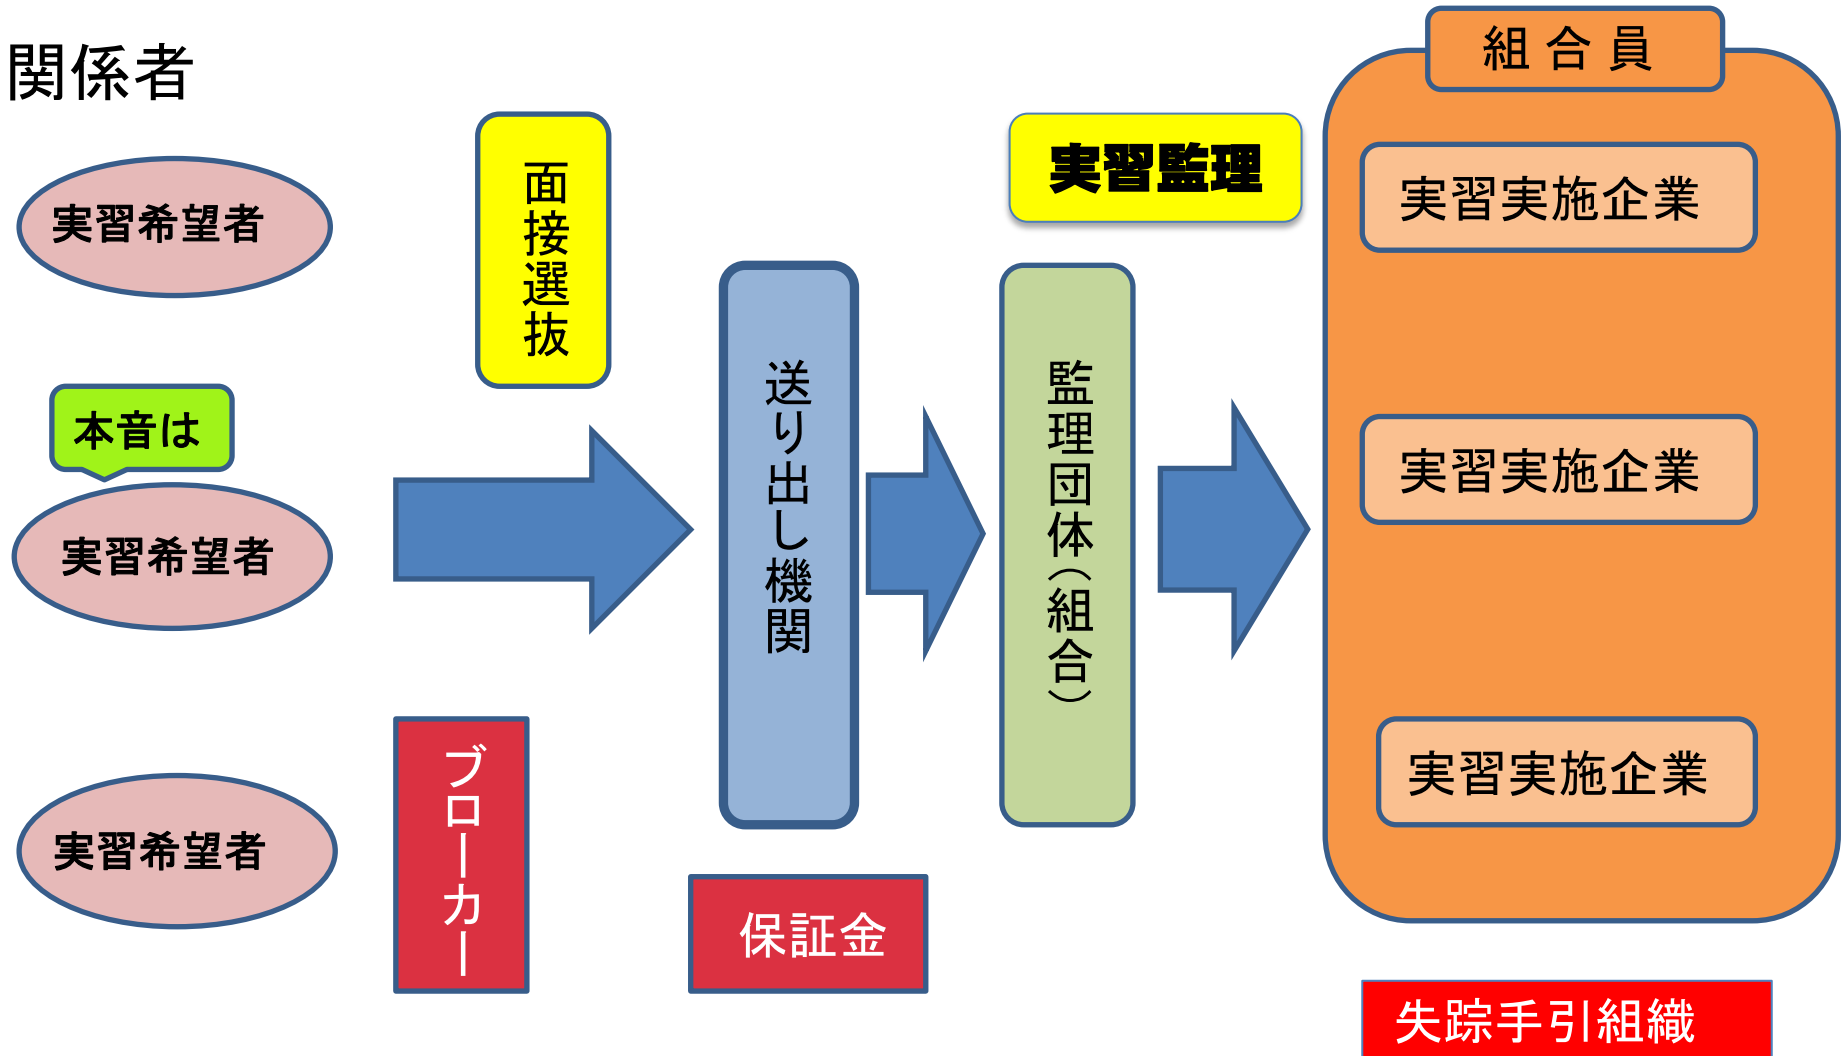 関係者
実習希望者
本音は
実習希望者
実習希望者
面接選抜
ブローカー
送り出し機関
保証金
実習監理
監理団体(組合)
組合員
実習実施企業
実習実施企業
実習実施企業
失踪手引組織